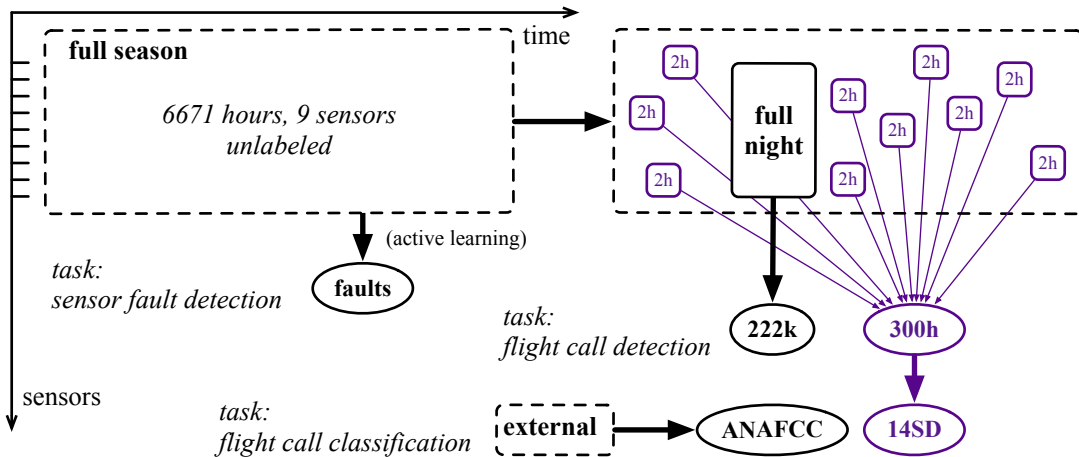 time
full season
6671 hours, 9 sensors
unlabeled
2h
2h
2h
full
night
2h
2h
2h
2h
2h
2h
2h
(active learning)
task:
sensor fault detection
faults
task:
flight call detection
222k
300h
sensors
task:
flight call classification
external
ANAFCC
14SD